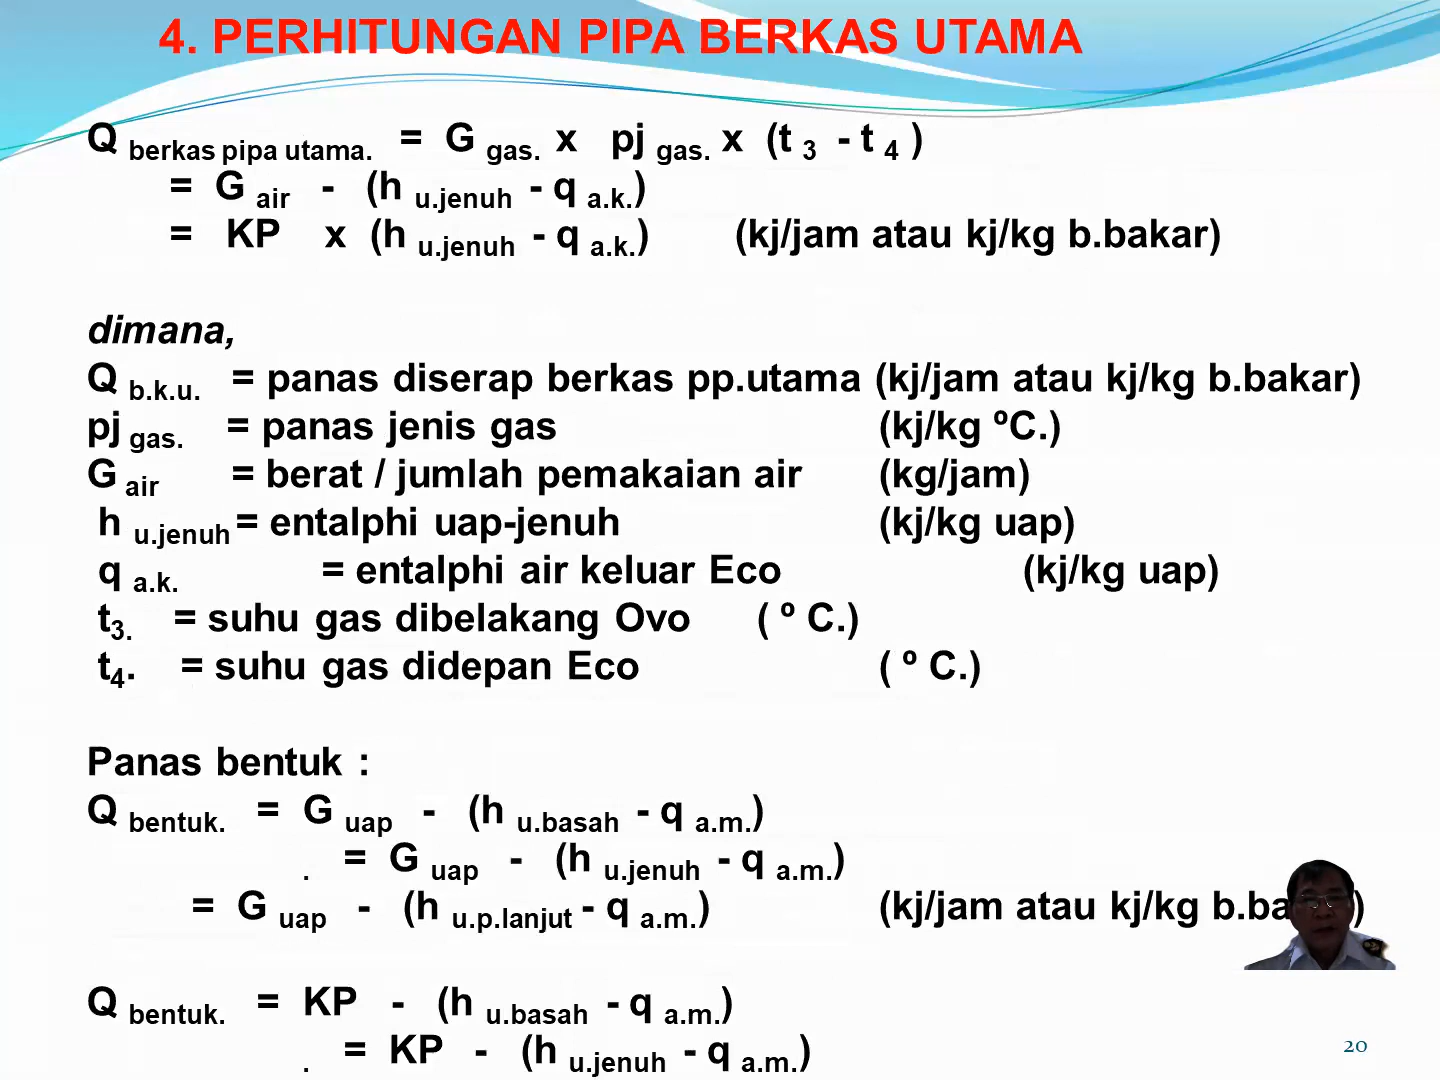 4. PERHITUNGAN PIPA BERKAS UTAMA
Q berkas pipa utama. = G gas. x pj gas. x (t 3 - t 4 )
= G air - (h u.jenuh - q a.k.)
= KP x (h u.jenuh - q a.k.) (kj/jam atau kj/kg b.bakar)
dimana,
Q b.k.u. = panas diserap berkas pp.utama (kj/jam atau kj/kg b.bakar)
pj gas. = panas jenis gas (kj/kg ºC.)
G air = berat / jumlah pemakaian air (kg/jam)
h u.jenuh = entalphi uap-jenuh (kj/kg uap)
q a.k. = entalphi air keluar Eco (kj/kg uap)
t3. = suhu gas dibelakang Ovo ( º C.)
t4. = suhu gas didepan Eco ( º C.)
Panas bentuk :
Q bentuk. = G uap - (h u.basah - q a.m.)
. = G uap - (h u.jenuh - q a.m.)
= G uap - (h u.p.lanjut - q a.m.) (kj/jam atau kj/kg )
Q bentuk. = KP - (h u.basah - q a.m.)
. = KP - (h u.jenuh - q a.m.)
20